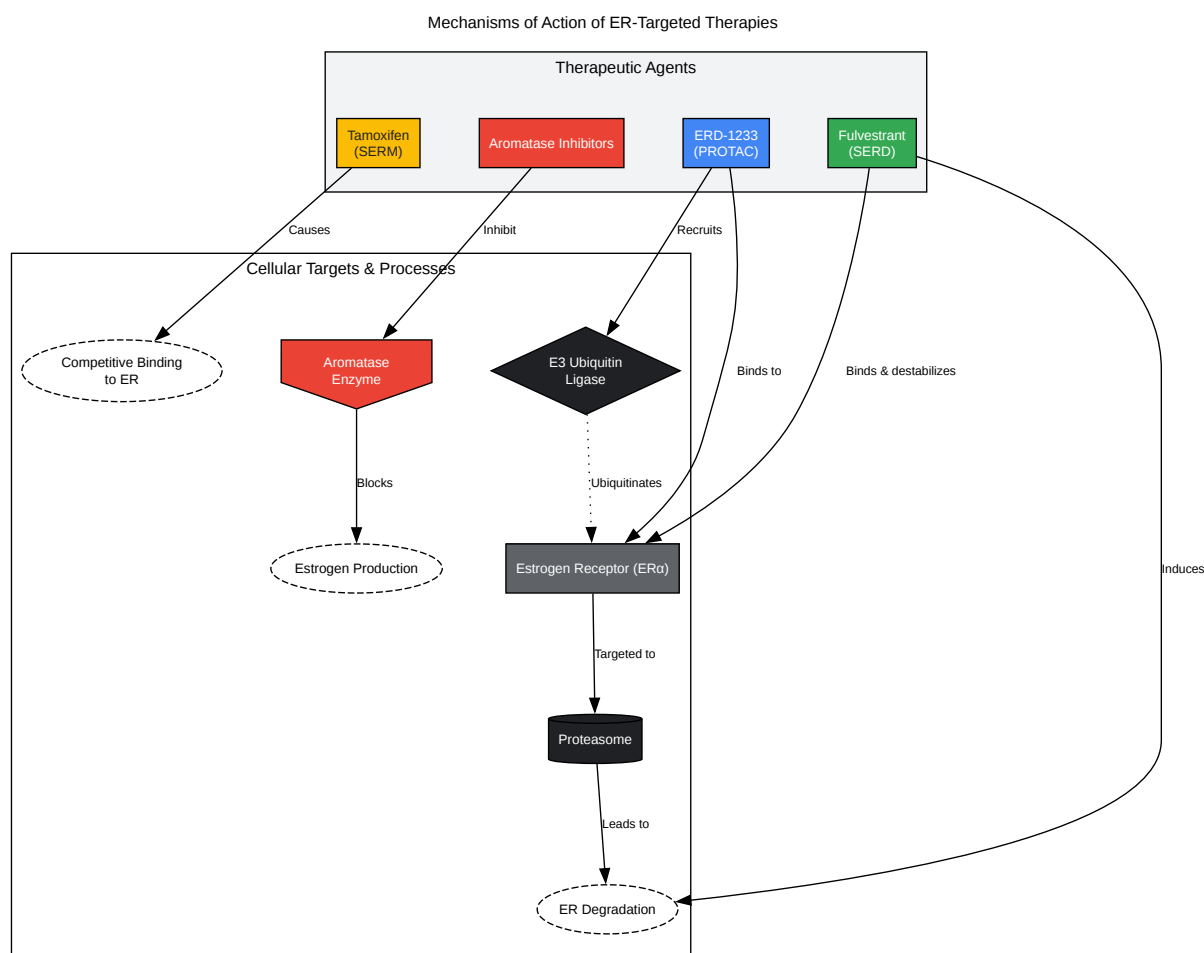 Mechanisms of Action of ER-Targeted Therapies
Therapeutic Agents
Tamoxifen
(SERM)
Aromatase Inhibitors
ERD-1233
(PROTAC)
Fulvestrant
(SERD)
Causes
Inhibit
Recruits
Cellular Targets & Processes
Competitive Binding
to ER
Aromatase
Enzyme
E3 Ubiquitin
Ligase
Binds to
Binds & destabilizes
Blocks
Ubiquitinates
Estrogen Production
Estrogen Receptor (ERα)
Induces
Targeted to
Proteasome
Leads to
ER Degradation